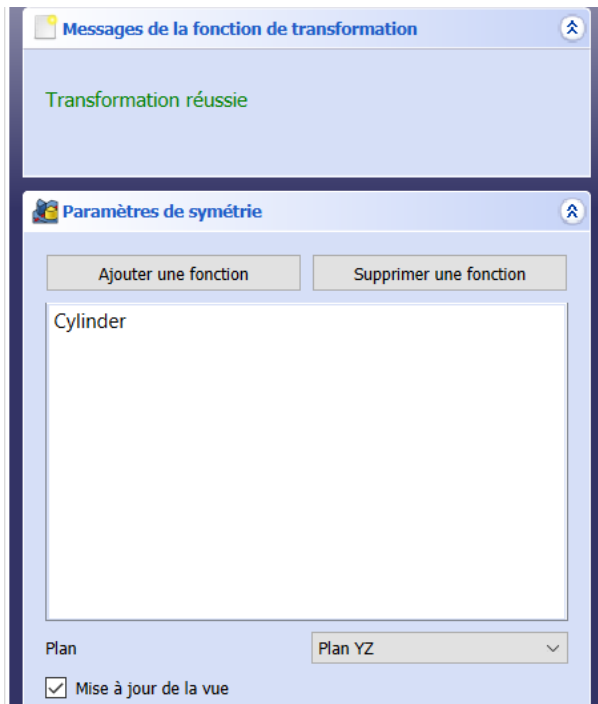 Messages de la fonction de transformation
Transformation réussie
Paramètres de symétrie
Ajouter une fonction Supprimer une fonction
Cylinder
Plan Plan YZ
Mise à jour de la vue